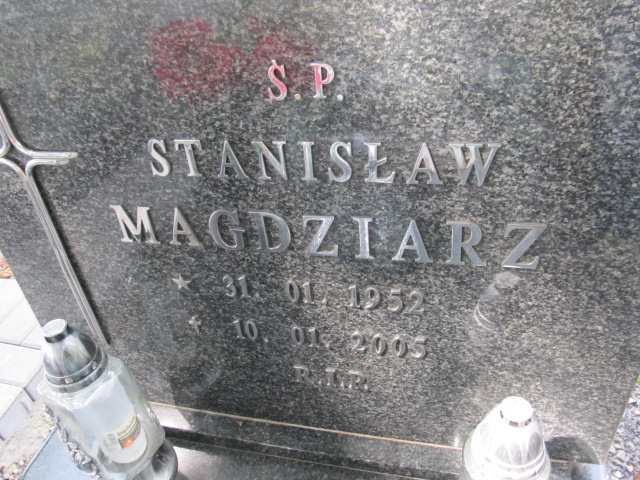 Ś.P.
STANISŁAW
MAGDZIARZ
★ 31. 01. 1952
✝ 10. 01. 2005
R.I.P.